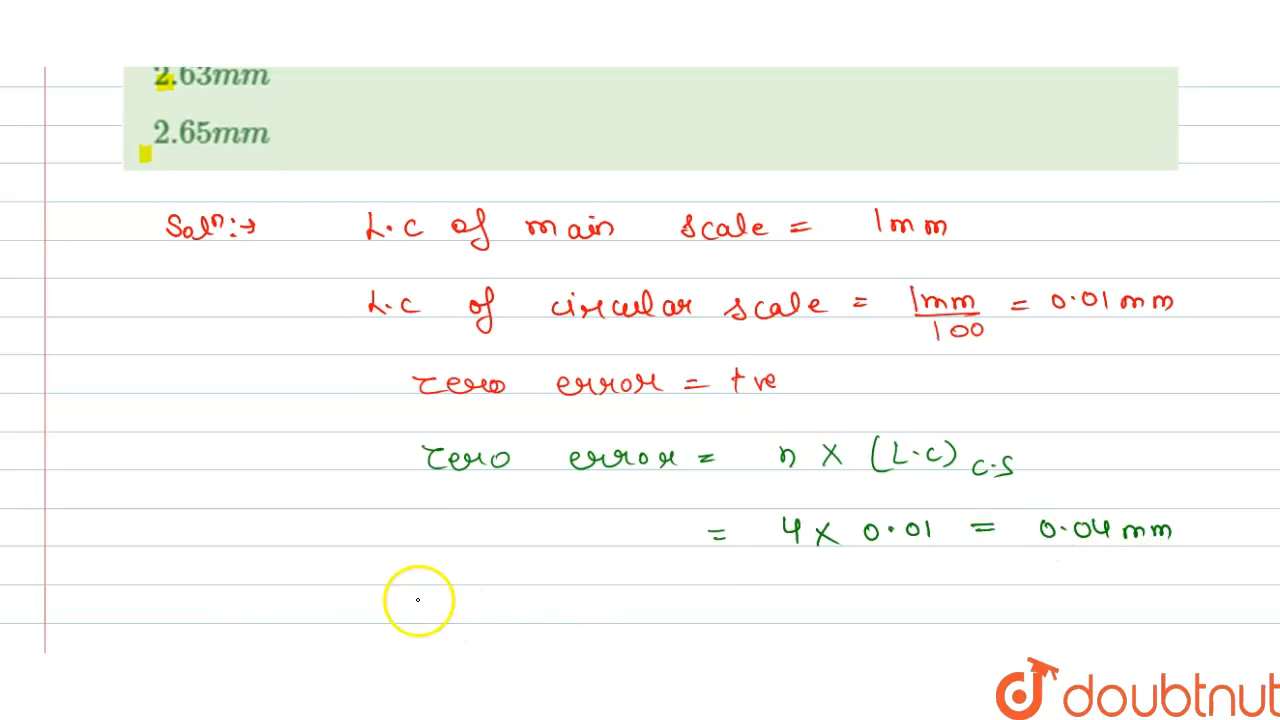 2.63mm
2.65mm
Solⁿ:→ L.C of main scale = 1mm
L.C of circular scale = 1mm/100 = 0.01mm
zero error = +ve
zero error = n × (L.C) C.S
= 4 × 0.01 = 0.04mm
doubtnut